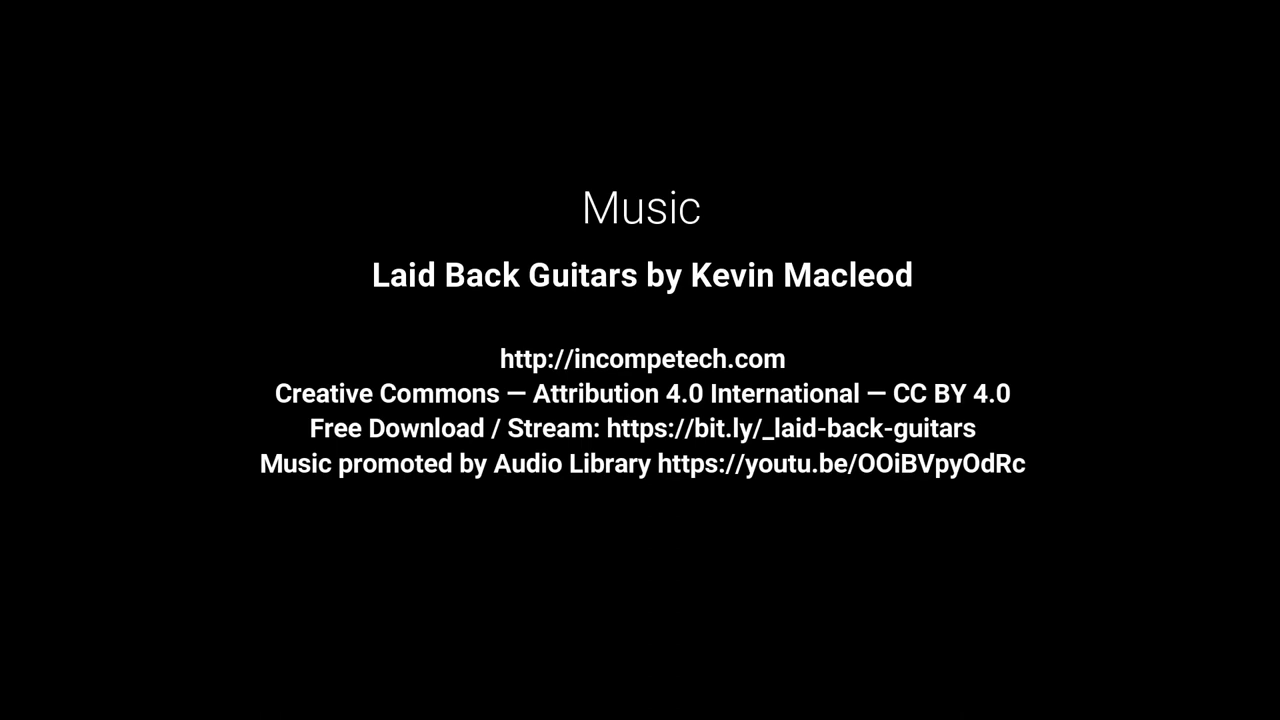 Music
Laid Back Guitars by Kevin Macleod
http://incompetech.com
Creative Commons — Attribution 4.0 International — CC BY 4.0
Free Download / Stream: https://bit.ly/_laid-back-guitars
Music promoted by Audio Library https://youtu.be/OOiBVpyOdRc